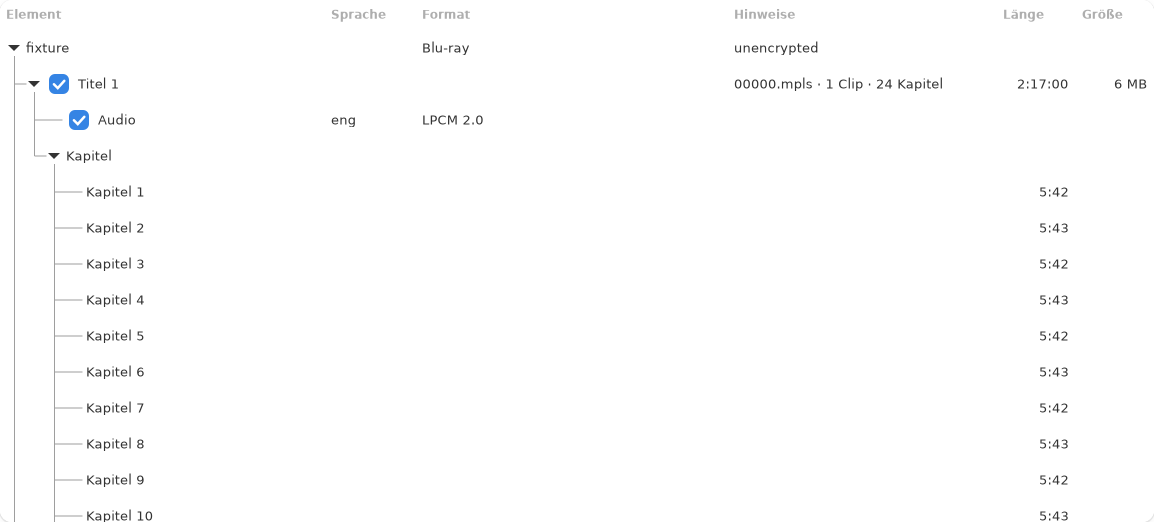 Element Sprache Format Hinweise Länge Größe
fixture Blu-ray unencrypted
Titel 1 00000.mpls · 1 Clip · 24 Kapitel 2:17:00 6 MB
Audio eng LPCM 2.0
Kapitel
Kapitel 1 5:42
Kapitel 2 5:43
Kapitel 3 5:42
Kapitel 4 5:43
Kapitel 5 5:42
Kapitel 6 5:43
Kapitel 7 5:42
Kapitel 8 5:43
Kapitel 9 5:42
Kapitel 10 5:43